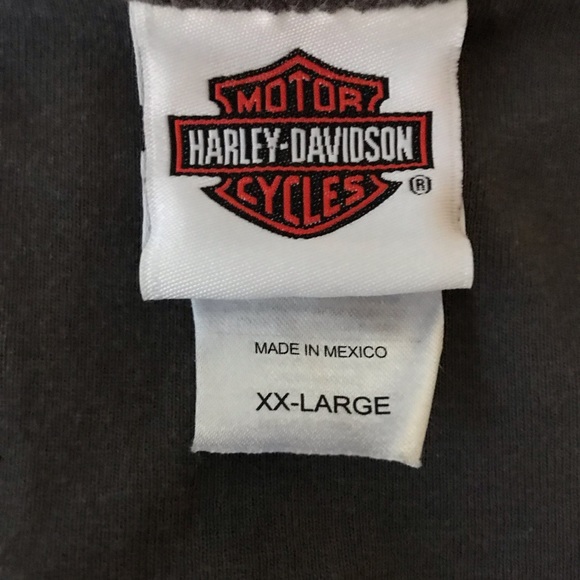 MOTOR
HARLEY-DAVIDSON
CYCLES
®
MADE IN MEXICO
XX-LARGE